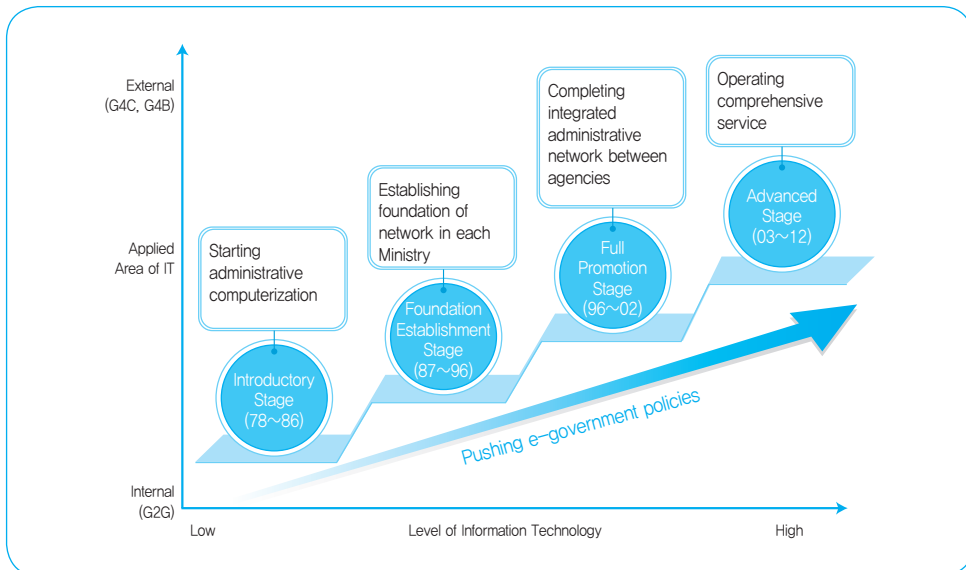 External
(G4C, G4B)
Applied
Area of IT
Internal
(G2G)
Starting
administrative
computerization
Introductory
Stage
(78~86)
Establishing
foundation of
network in each
Ministry
Foundation
Establishment
Stage
(87~96)
Completing
integrated
administrative
network between
agencies
Full
Promotion
Stage
(96~02)
Operating
comprehensive
service
Advanced
Stage
(03~12)
Pushing e-government policies
Low
Level of Information Technology
High